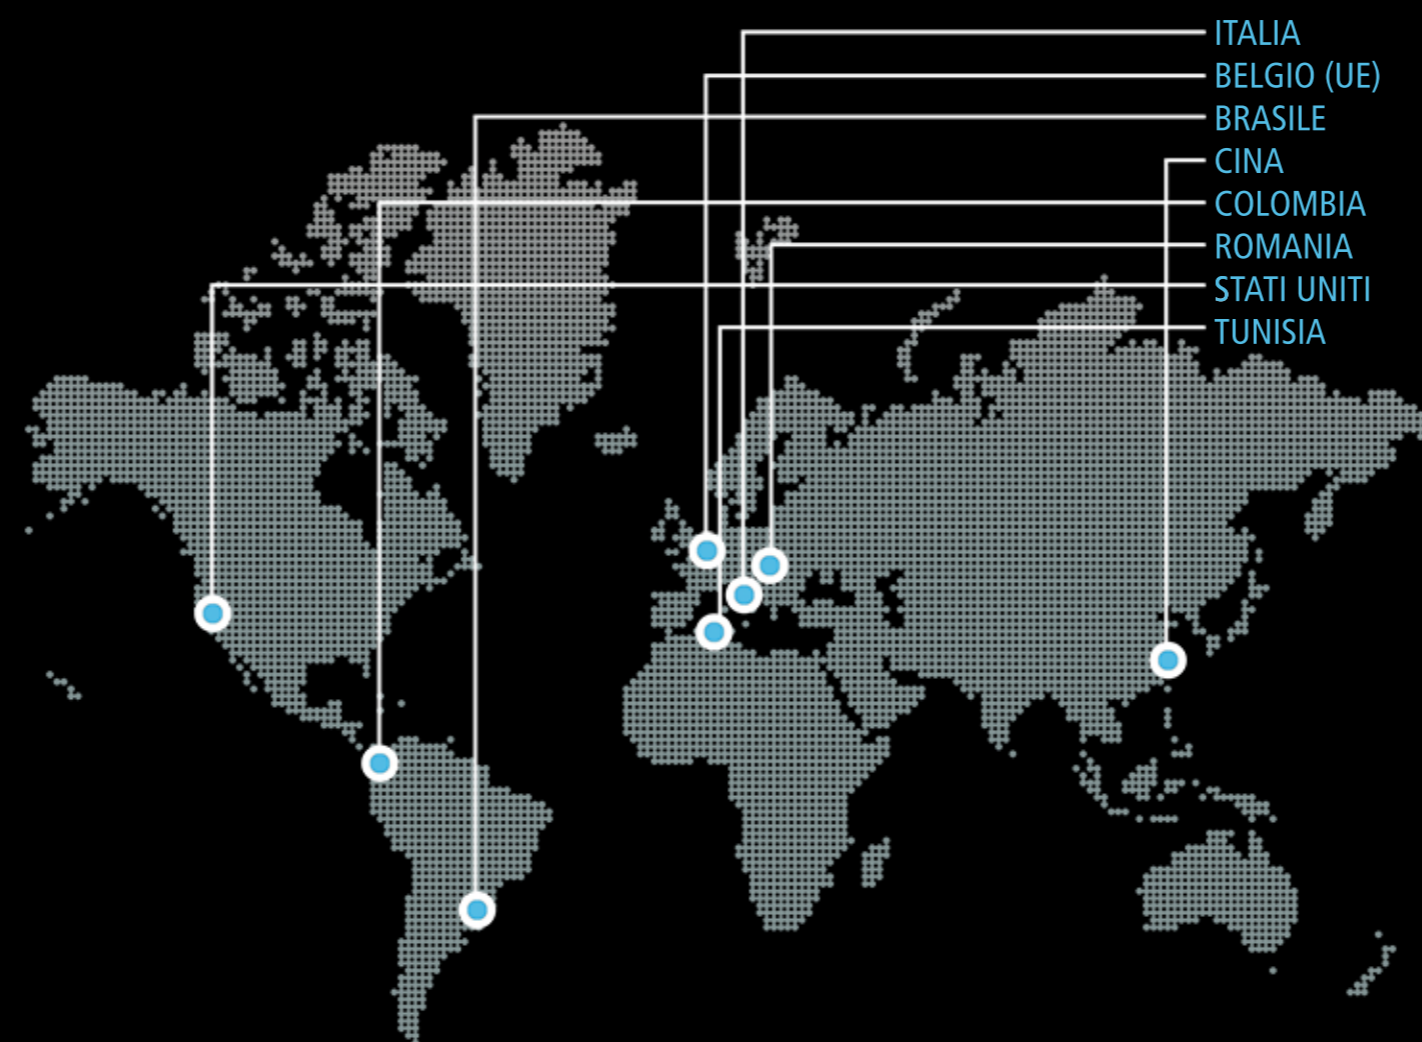 ITALIA
BELGIO (UE)
BRASILE
CINA
COLOMBIA
ROMANIA
STATI UNITI
TUNISIA